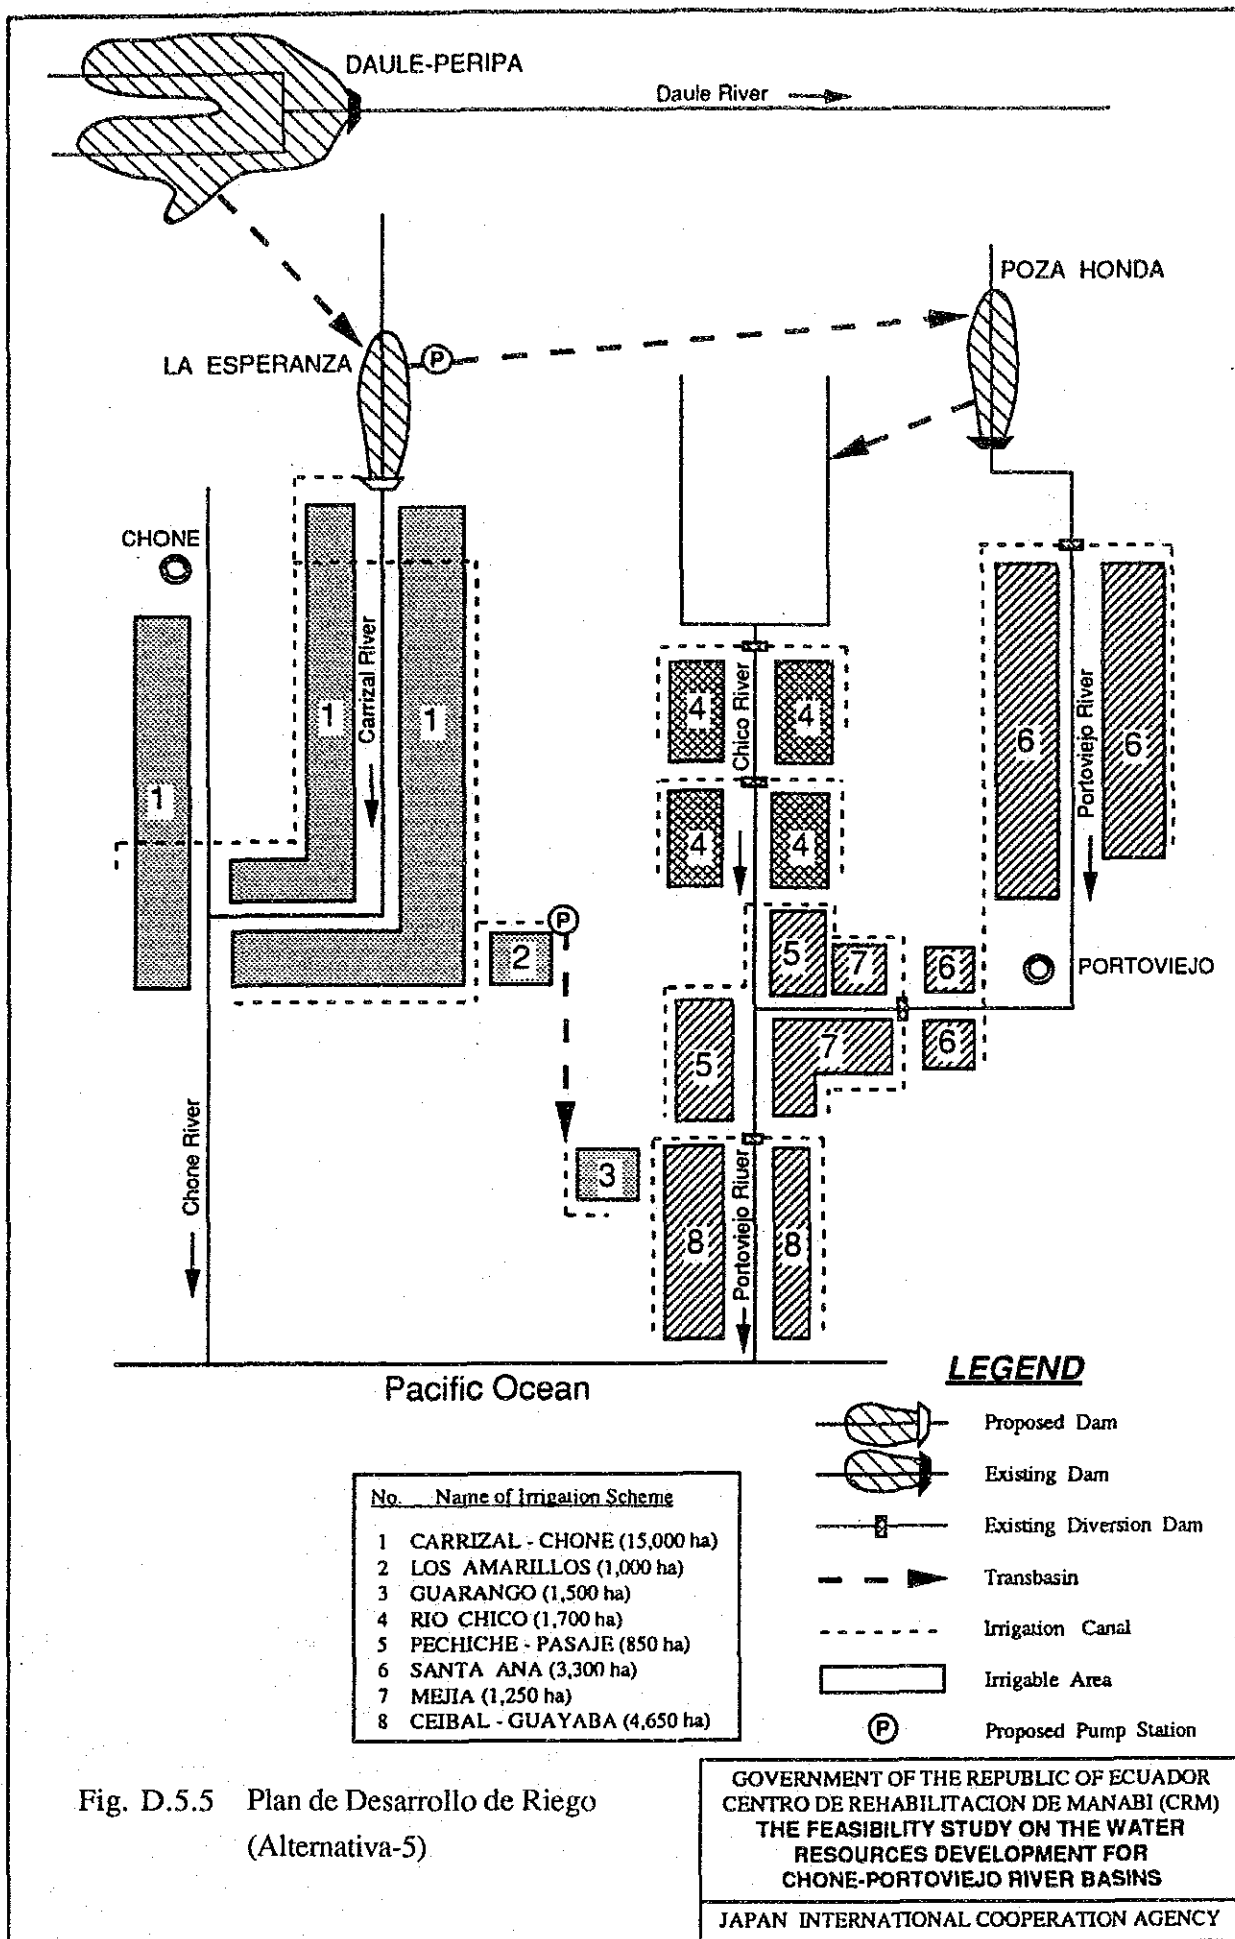 DAULE-PERIPA
Daule River
POZA HONDA
LA ESPERANZA
P
CHONE
1
1
1
Carrizal River
4
4
Chico River
4
4
6
6
Portoviejo River
2
P
5
7
6
PORTOVIEJO
5
7
6
Chone River
3
8
8
Portoviejo Riuer
Pacific Ocean
LEGEND
Proposed Dam
Existing Dam
Existing Diversion Dam
Transbasin
Irrigation Canal
Irrigable Area
P Proposed Pump Station
No. Name of Irrigation Scheme
1 CARRIZAL - CHONE (15,000 ha)
2 LOS AMARILLOS (1,000 ha)
3 GUARANGO (1,500 ha)
4 RIO CHICO (1,700 ha)
5 PECHICHE - PASAJE (850 ha)
6 SANTA ANA (3,300 ha)
7 MEJIA (1,250 ha)
8 CEIBAL - GUAYABA (4,650 ha)
Fig. D.5.5 Plan de Desarrollo de Riego
(Alternativa-5)
GOVERNMENT OF THE REPUBLIC OF ECUADOR
CENTRO DE REHABILITACION DE MANABI (CRM)
THE FEASIBILITY STUDY ON THE WATER
RESOURCES DEVELOPMENT FOR
CHONE-PORTOVIEJO RIVER BASINS
JAPAN INTERNATIONAL COOPERATION AGENCY